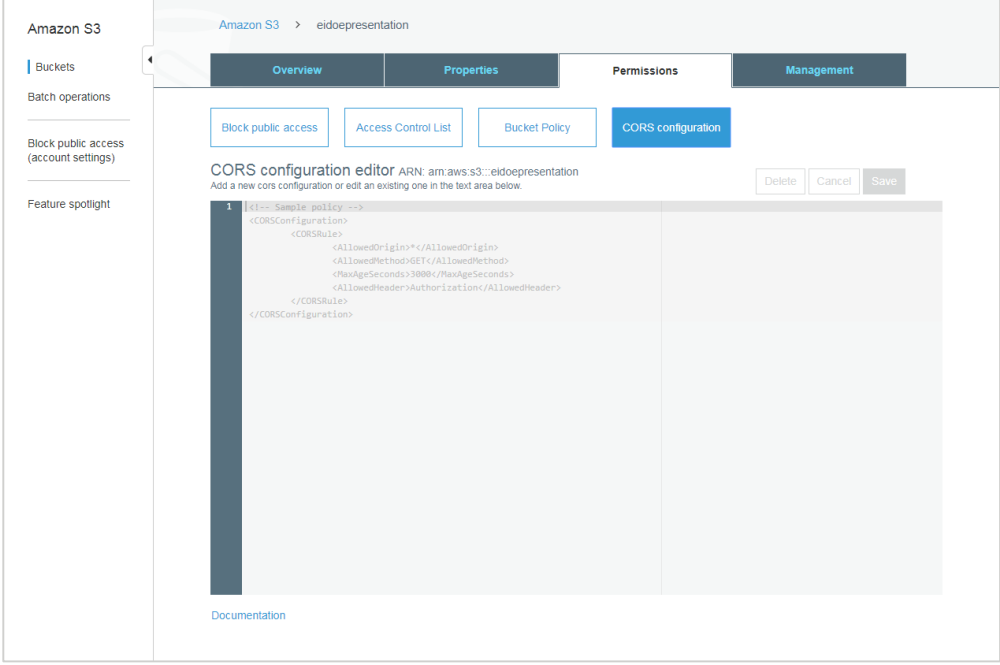 Amazon S3
Buckets
Batch operations
Block public access
(account settings)
Feature spotlight
Amazon S3 > eidoepresentation
Overview Properties Permissions Management
Block public access Access Control List Bucket Policy CORS configuration
CORS configuration editor ARN: arn:aws:s3:::eidoepresentation
Add a new cors configuration or edit an existing one in the text area below.
Delete Cancel Save
1 <!-- Sample policy -->
<CORSConfiguration>
<CORSRule>
<AllowedOrigin>*</AllowedOrigin>
<AllowedMethod>GET</AllowedMethod>
<MaxAgeSeconds>3000</MaxAgeSeconds>
<AllowedHeader>Authorization</AllowedHeader>
</CORSRule>
</CORSConfiguration>
Documentation